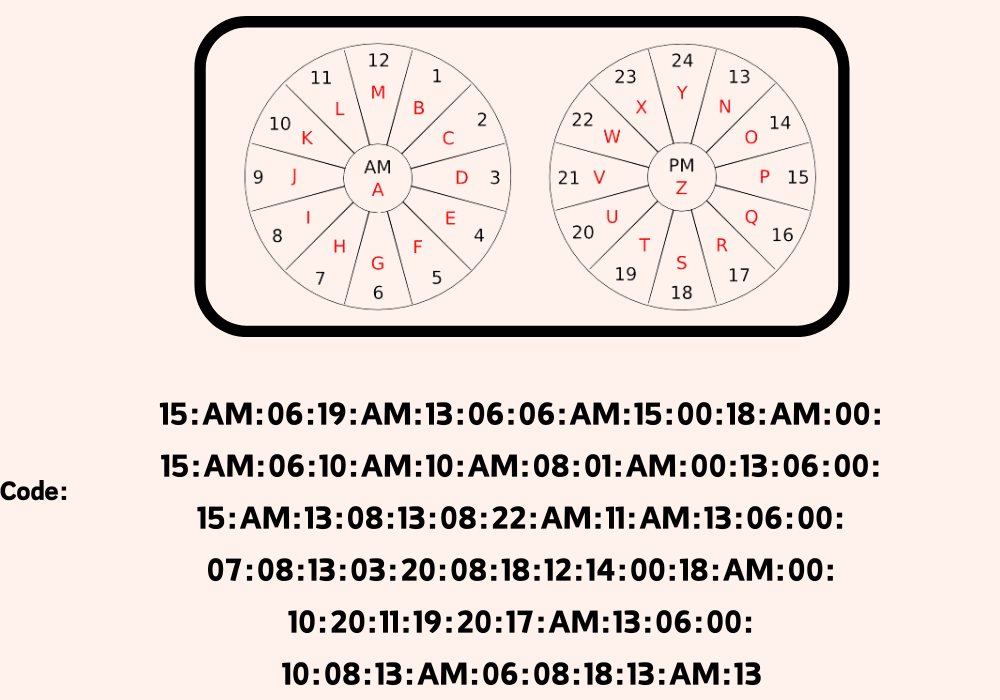 12
11 1
M
L B
10 2
K C
AM
9 J A D 3
I E
8 4
H F
G
7 5
6
24
23 13
Y
X N
22 14
W O
PM
21 V Z P 15
U Q
20 16
T R
S
19 17
18
15:AM:06:19:AM:13:06:06:AM:15:00:18:AM:00:
15:AM:06:10:AM:10:AM:08:01:AM:00:13:06:00:
Code:
15:AM:13:08:13:08:22:AM:11:AM:13:06:00:
07:08:13:03:20:08:18:12:14:00:18:AM:00:
10:20:11:19:20:17:AM:13:06:00:
10:08:13:AM:06:08:18:13:AM:13